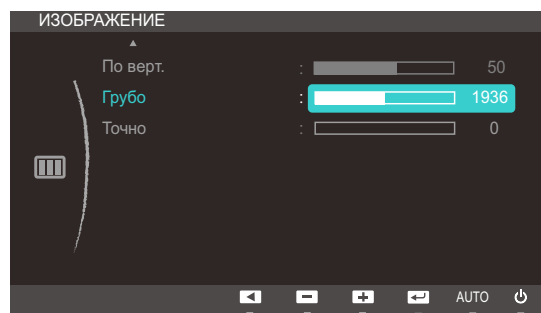 ИЗОБРАЖЕНИЕ
По верт. : 50
Грубо : 1936
Точно : 0
AUTO